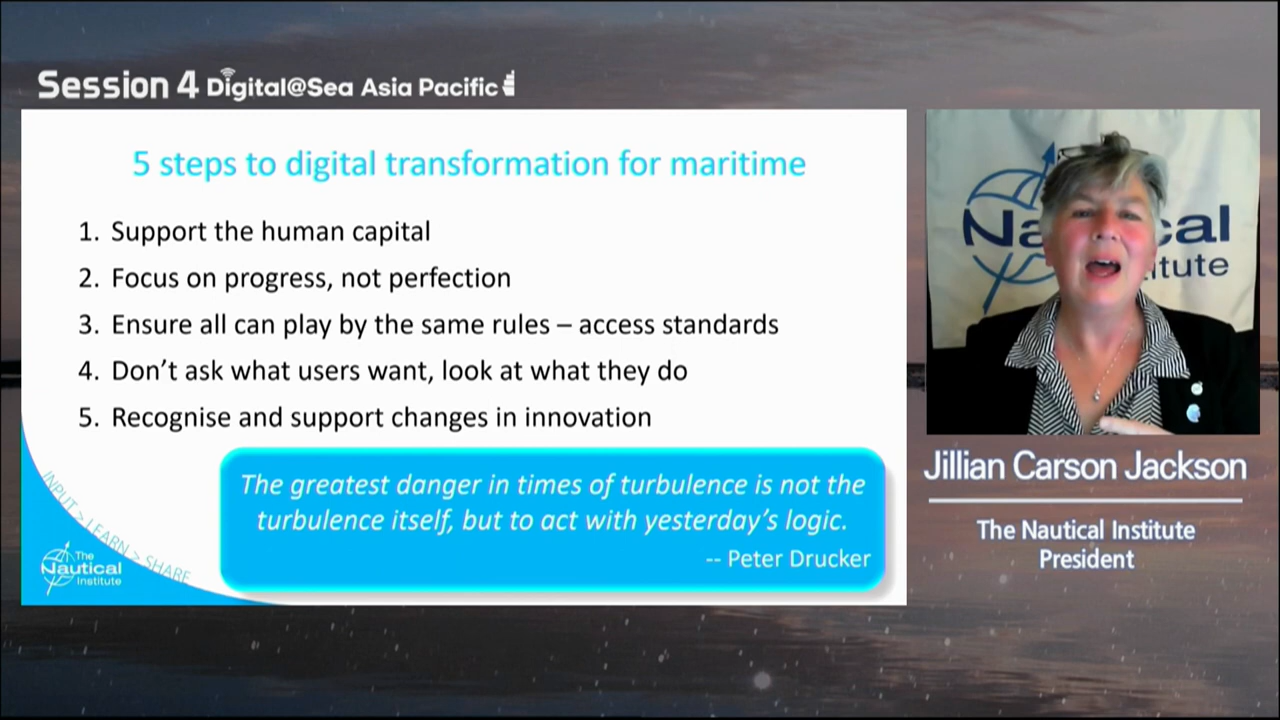 Session 4 Digital@Sea Asia Pacific
5 steps to digital transformation for maritime
1. Support the human capital
2. Focus on progress, not perfection
3. Ensure all can play by the same rules – access standards
4. Don't ask what users want, look at what they do
5. Recognise and support changes in innovation
The greatest danger in times of turbulence is not the
turbulence itself, but to act with yesterday's logic.
-- Peter Drucker
INPUT > LEARN > SHARE
The
Nautical
Institute
Na cal
itute
Jillian Carson Jackson
The Nautical Institute
President